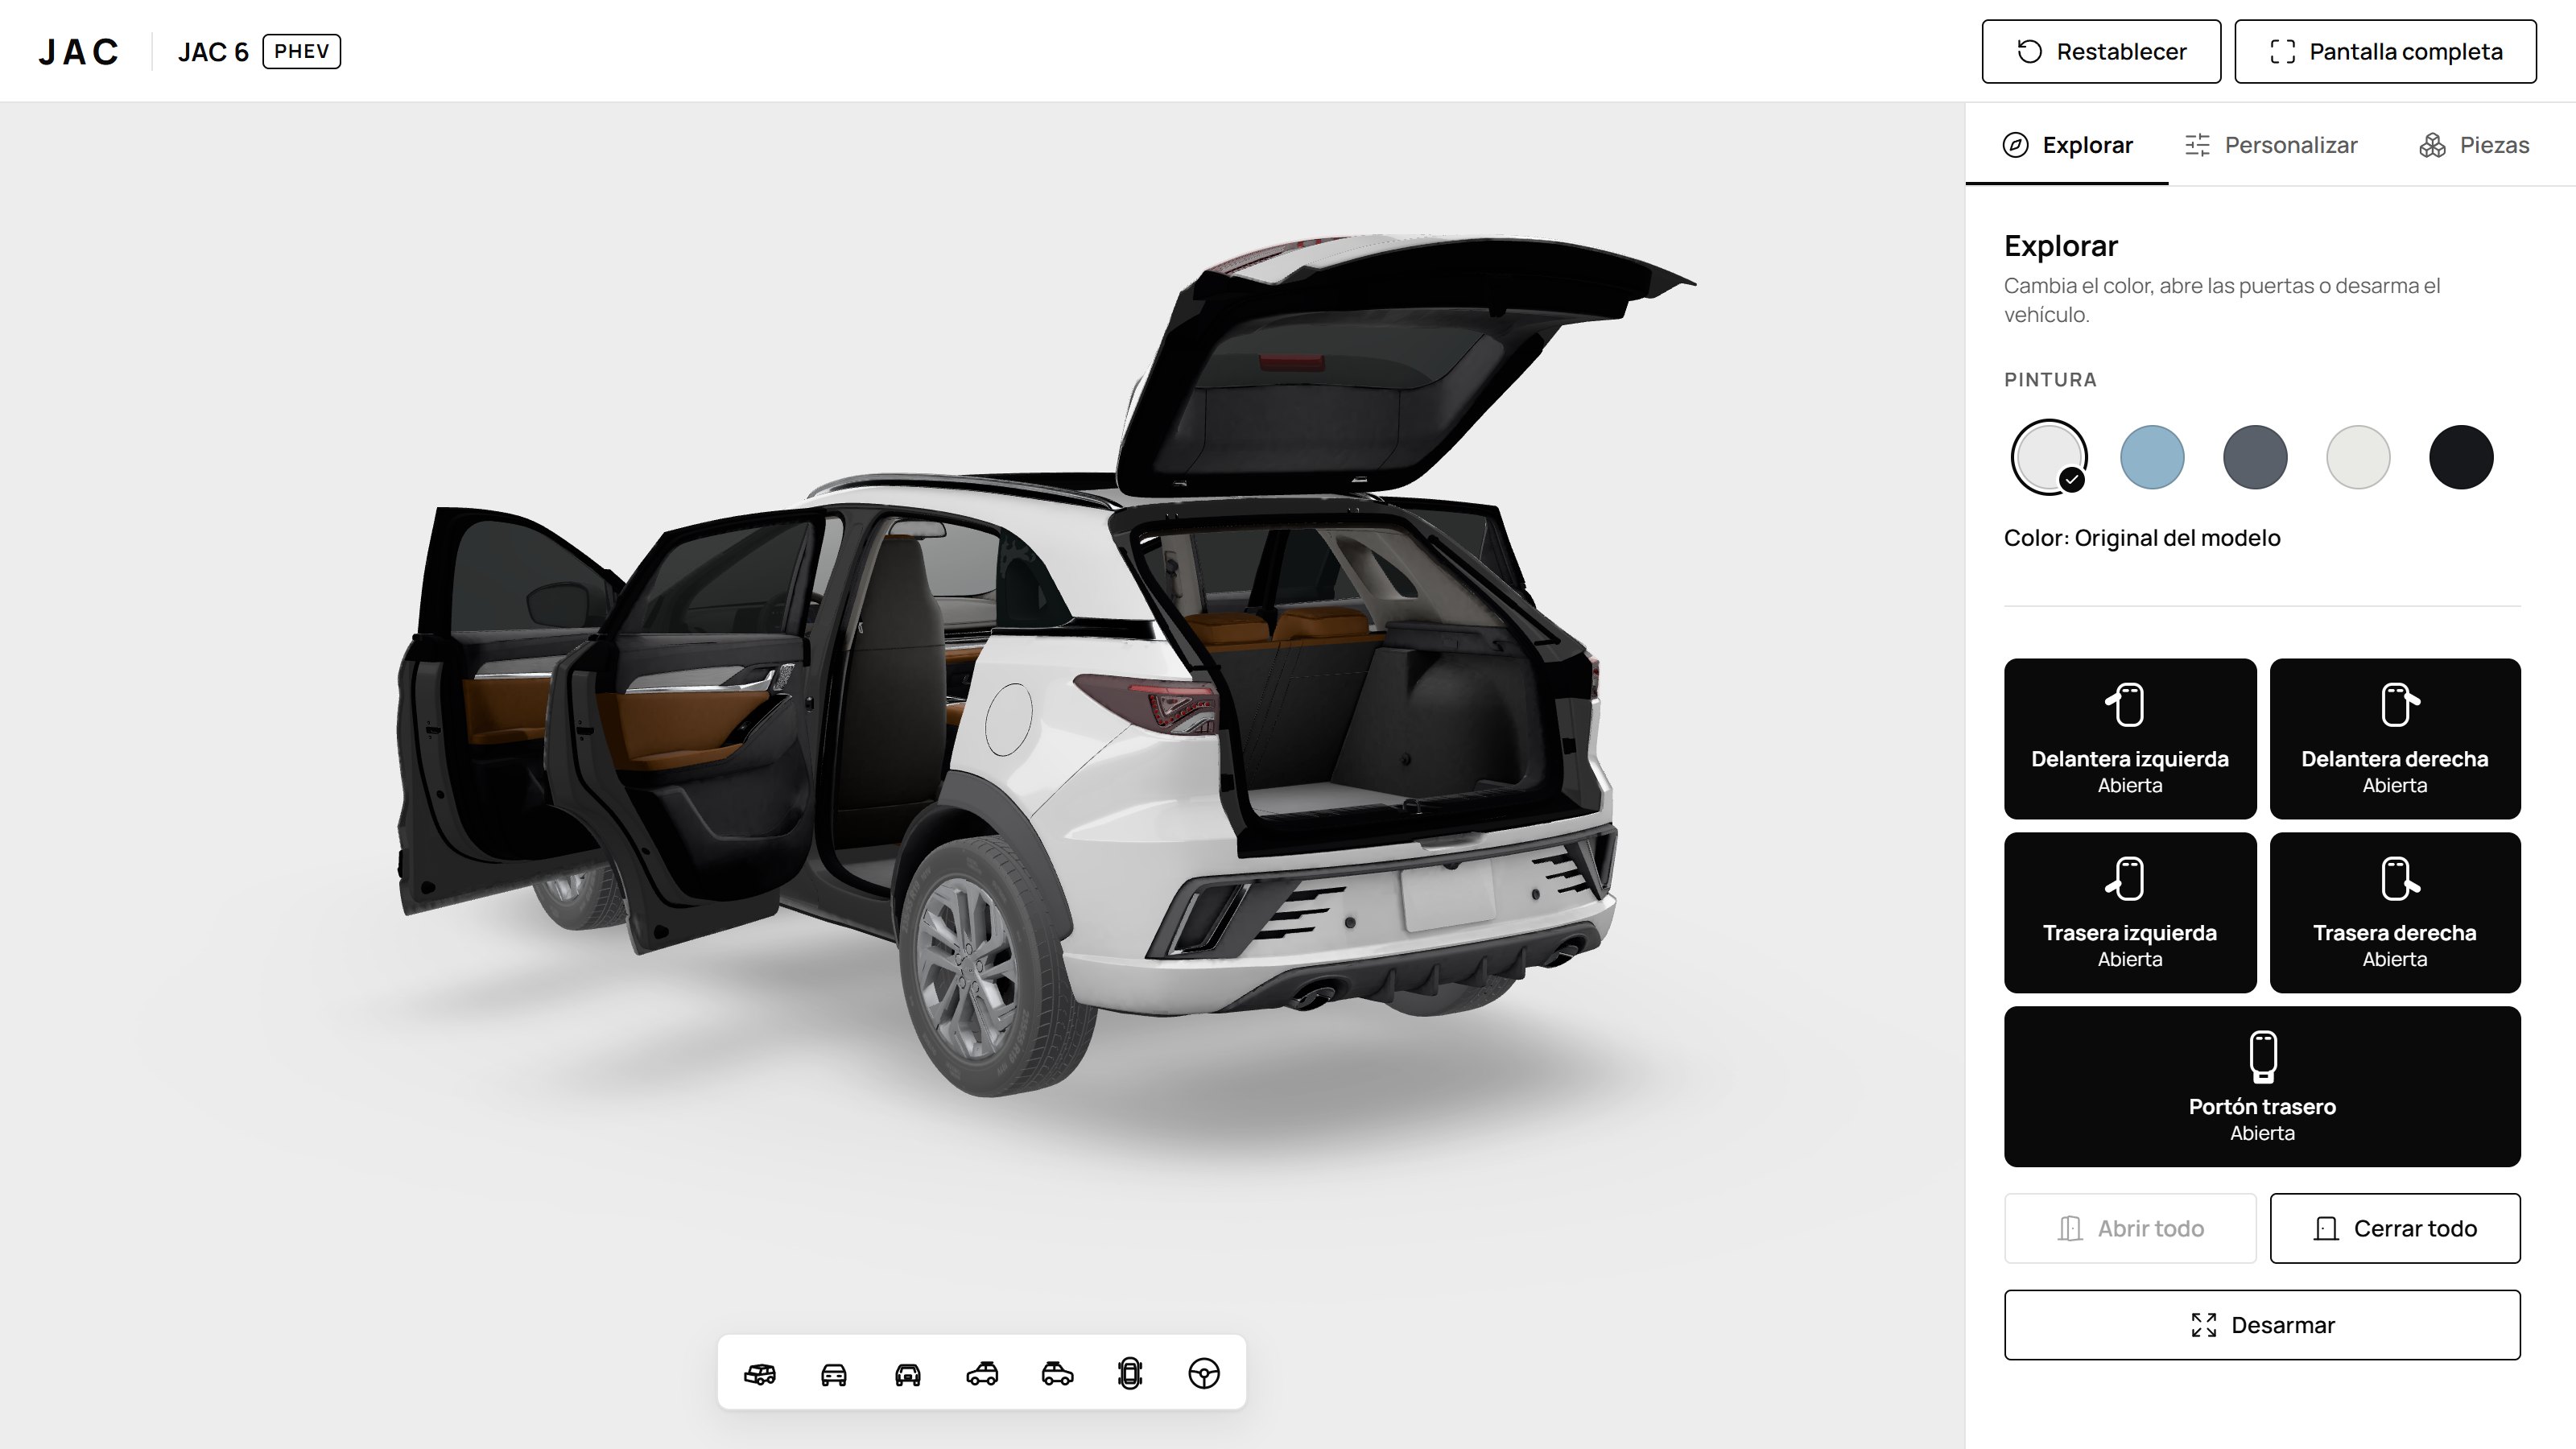 JAC
JAC 6
PHEV
Restablecer
Pantalla completa
Explorar
Personalizar
Piezas
Explorar
Cambia el color, abre las puertas o desarma el
vehículo.
PINTURA
Color: Original del modelo
Delantera izquierda
Abierta
Delantera derecha
Abierta
Trasera izquierda
Abierta
Trasera derecha
Abierta
Portón trasero
Abierta
Abrir todo
Cerrar todo
Desarmar